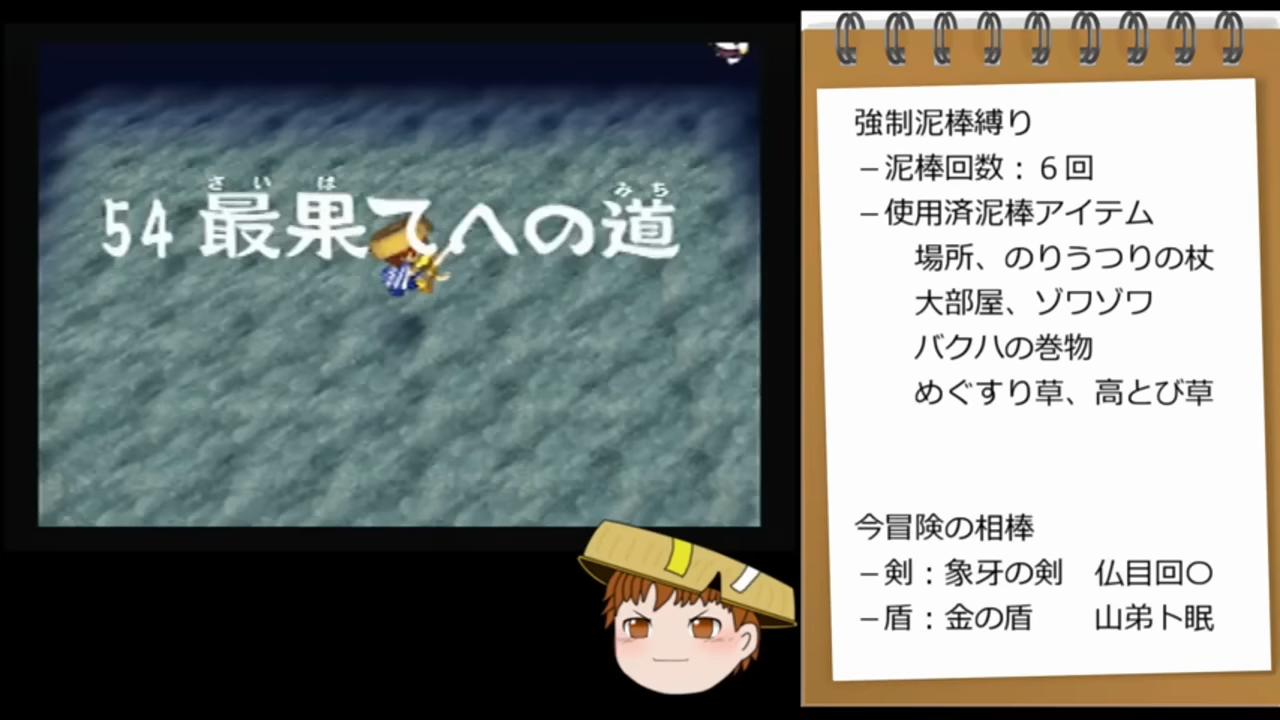 さい は みち
54 最果てへの道
強制泥棒縛り
－泥棒回数：６回
－使用済泥棒アイテム
場所、のりうつりの杖
大部屋、ゾワゾワ
バクハの巻物
めぐすり草、高とび草
今冒険の相棒
－剣：象牙の剣　仏目回〇
－盾：金の盾　　山弟ト眠